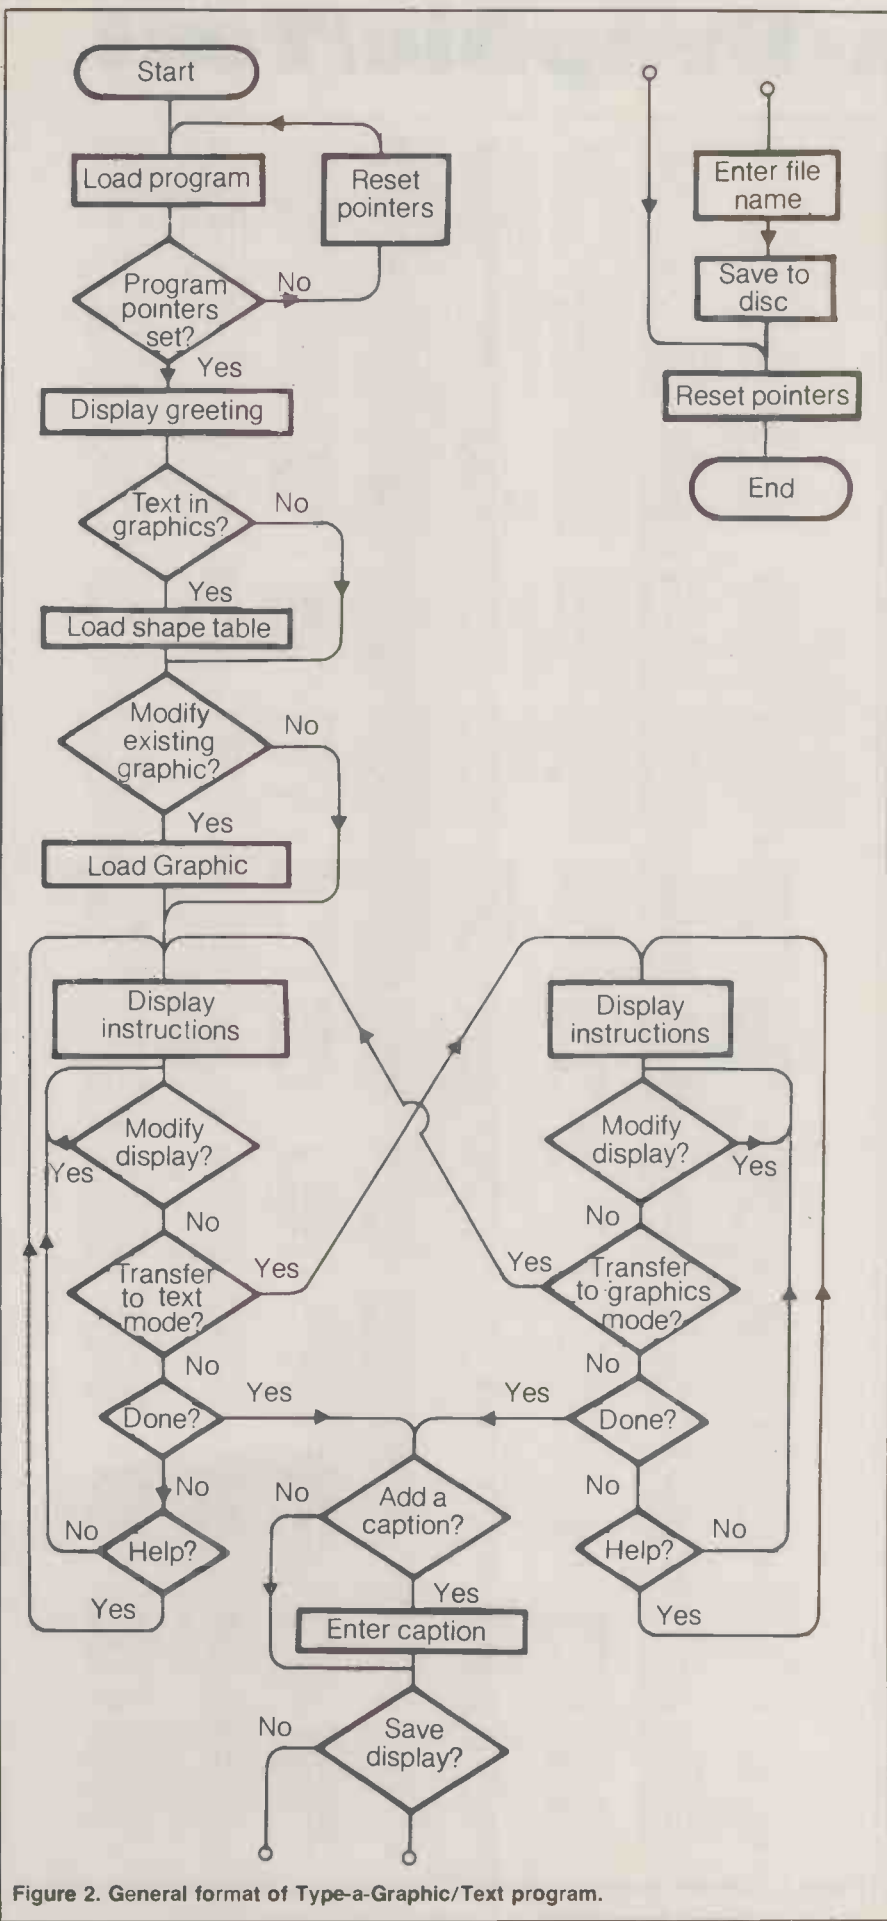 Start
Load program
Reset
pointers
Program
pointers
set?
No
Yes
Display greeting
Text in
graphics?
No
Yes
Load shape table
Modify
existing
graphic?
No
Yes
Load Graphic
Display
instructions
Modify
display?
Yes
No
Transfer
to text
mode?
Yes
No
Done?
Yes
No
Help?
No
Yes
Display
instructions
Modify
display?
Yes
No
Transfer
to graphics
mode?
Yes
No
Done?
Yes
No
Help?
No
Yes
Add a
caption?
No
Yes
Enter caption
Save
display?
No
Enter file
name
Save to
disc
Reset pointers
End
Figure 2. General format of Type-a-Graphic/Text program.